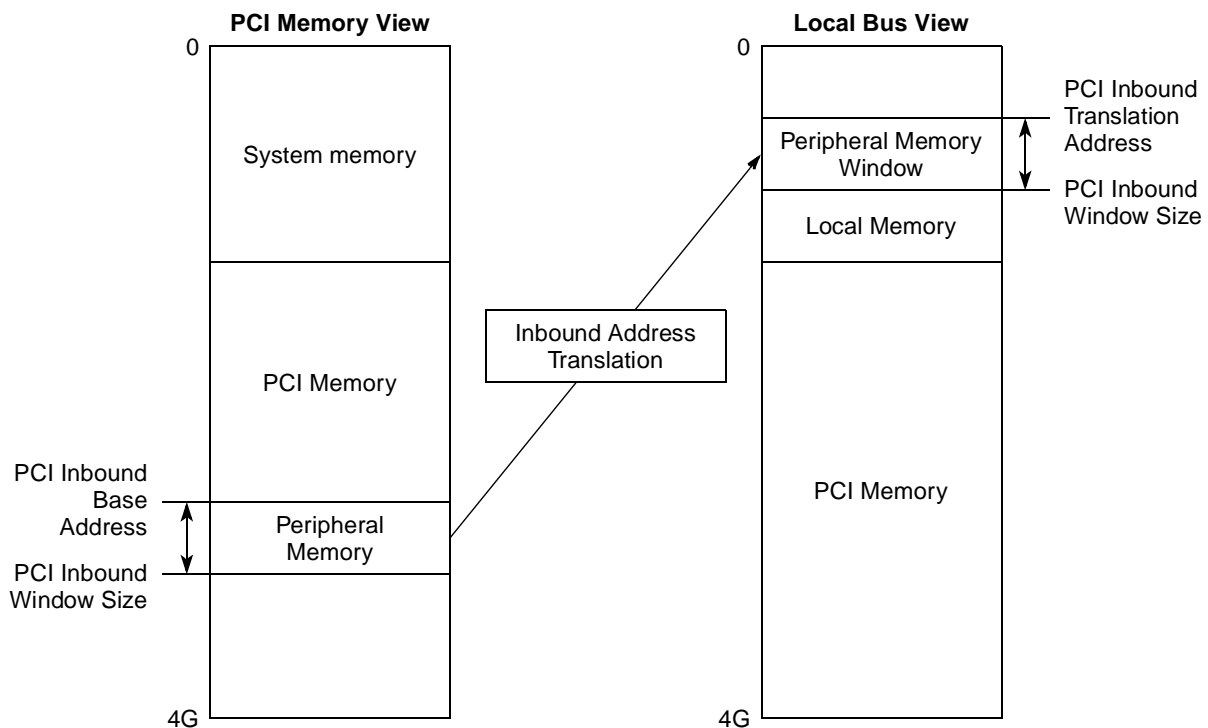 PCI Memory View
0
System memory
PCI Memory
PCI Inbound
Base
Address
Peripheral
Memory
PCI Inbound
Window Size
4G
Inbound Address
Translation
Local Bus View
0
PCI Inbound
Translation
Address
Peripheral Memory
Window
PCI Inbound
Window Size
Local Memory
PCI Memory
4G